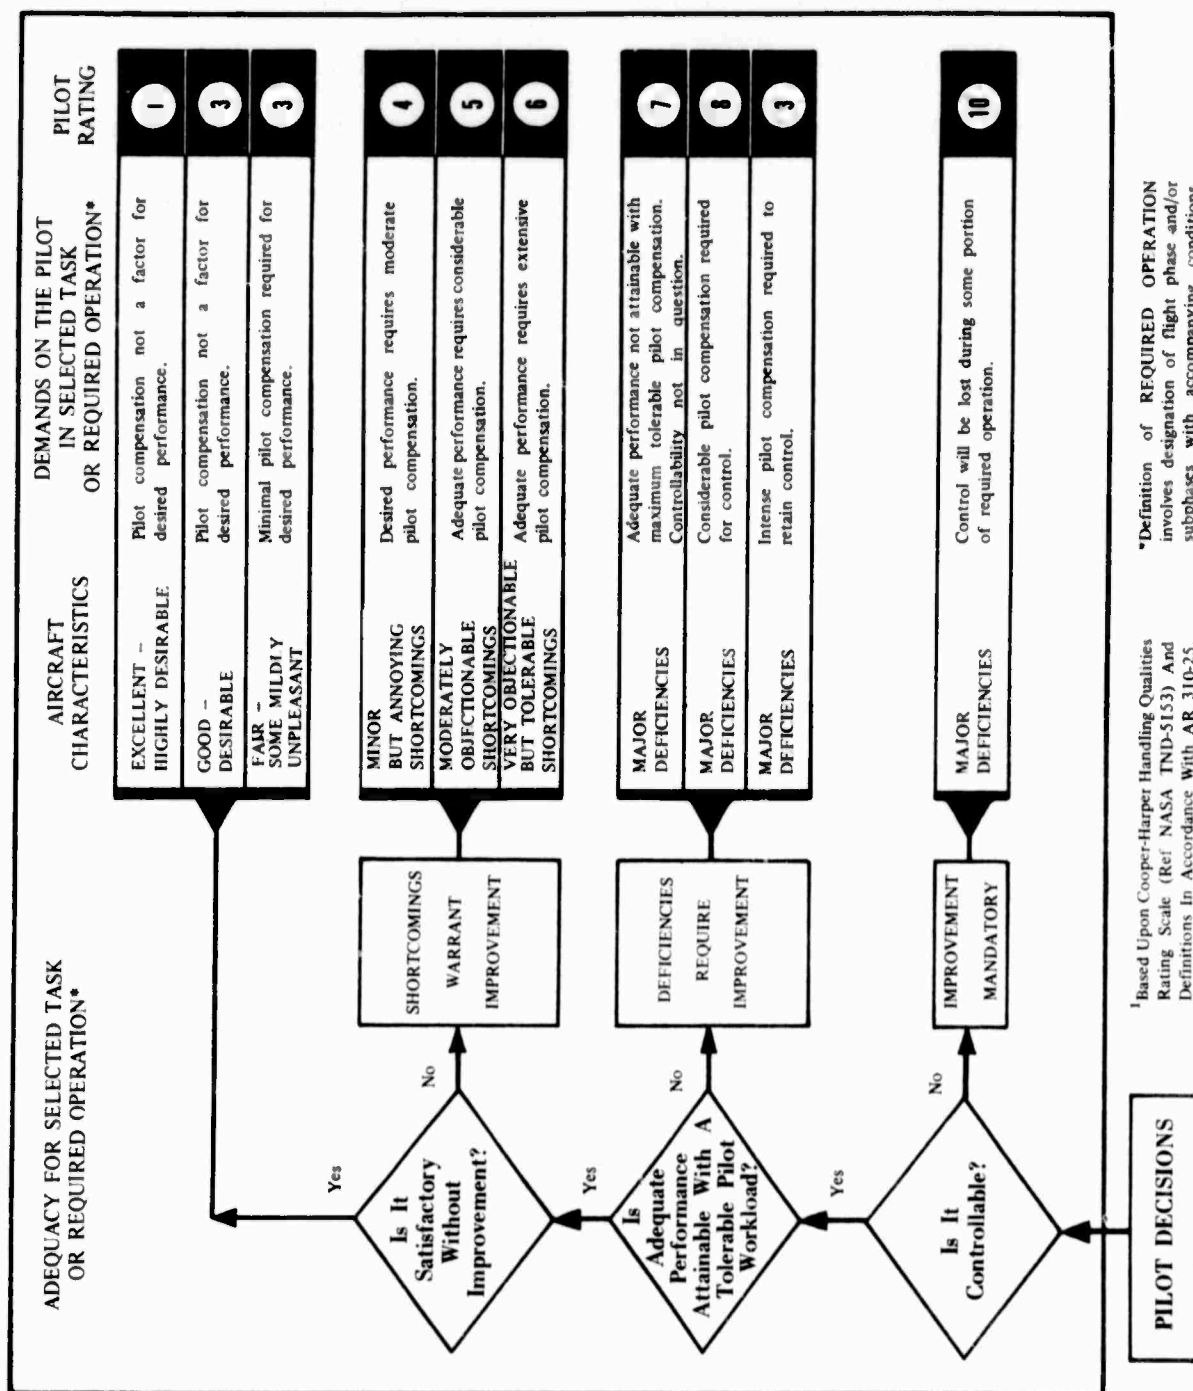 ADEQUACY FOR SELECTED TASK
OR REQUIRED OPERATION*
AIRCRAFT
CHARACTERISTICS
DEMANDS ON THE PILOT
IN SELECTED TASK
OR REQUIRED OPERATION*
PILOT
RATING
EXCELLENT –
HIGHLY DESIRABLE
Pilot compensation not a factor for
desired performance.
1
GOOD –
DESIRABLE
Pilot compensation not a factor for
desired performance.
3
FAIR –
SOME MILDLY
UNPLEASANT
Minimal pilot compensation required for
desired performance.
3
Yes
Is It
Satisfactory
Without
Improvement?
No
SHORTCOMINGS
WARRANT
IMPROVEMENT
MINOR
BUT ANNOYING
SHORTCOMINGS
Desired performance requires moderate
pilot compensation.
4
MODERATELY
OBJECTIONABLE
SHORTCOMINGS
Adequate performance requires considerable
pilot compensation.
5
VERY OBJECTIONABLE
BUT TOLERABLE
SHORTCOMINGS
Adequate performance requires extensive
pilot compensation.
6
Yes
Is
Adequate
Performance
Attainable With A
Tolerable Pilot
Workload?
No
DEFICIENCIES
REQUIRE
IMPROVEMENT
MAJOR
DEFICIENCIES
Adequate performance not attainable with
maximum tolerable pilot compensation.
Controllability not in question.
7
MAJOR
DEFICIENCIES
Considerable pilot compensation required
for control.
8
MAJOR
DEFICIENCIES
Intense pilot compensation required to
retain control.
3
Yes
Is It
Controllable?
No
IMPROVEMENT
MANDATORY
MAJOR
DEFICIENCIES
Control will be lost during some portion
of required operation.
10
PILOT DECISIONS
¹Based Upon Cooper-Harper Handling Qualities
Rating Scale (Ref NASA TND-5153) And
Definitions In Accordance With AR 310-25
*Definition of REQUIRED OPERATION
involves designation of flight phase and/or
subphases with accompanying conditions